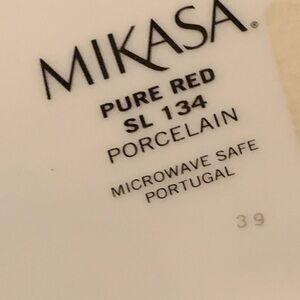 MIKASA®
PURE RED
SL 134
PORCELAIN
MICROWAVE SAFE
PORTUGAL
39